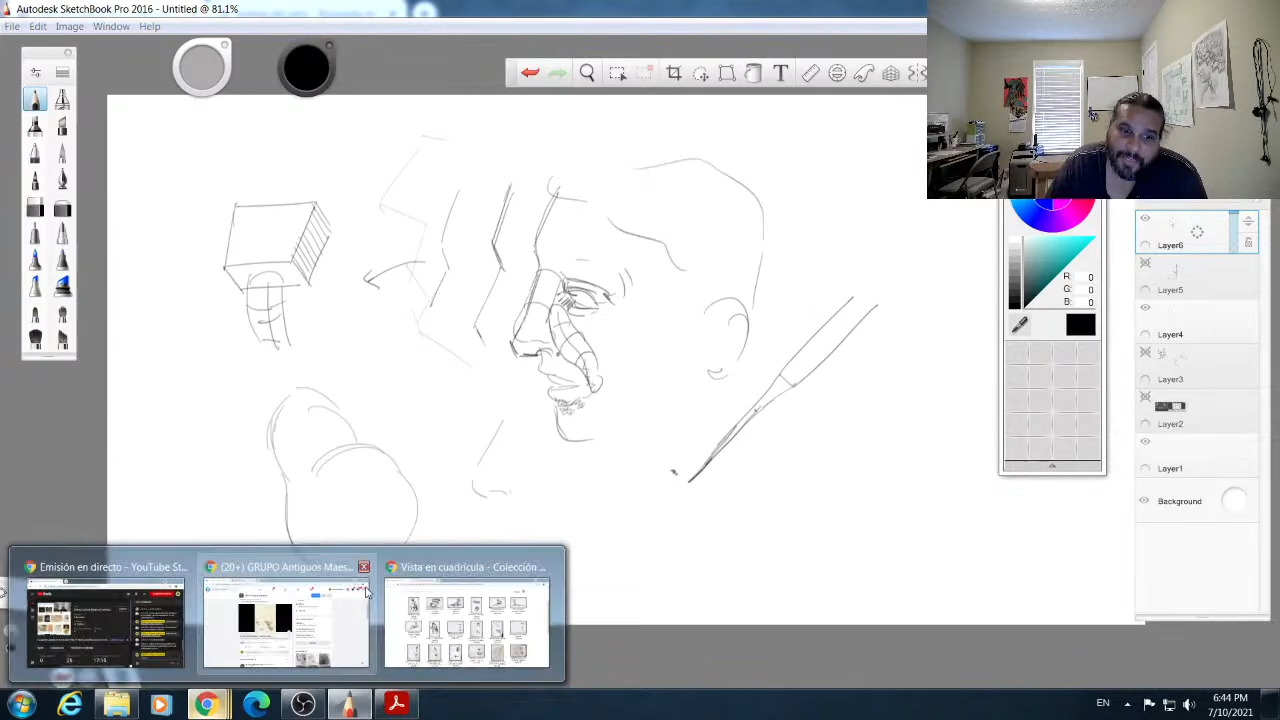 Autodesk SketchBook Pro 2016 - Untitled @ 81.1%
File Edit Image Window Help
T
R: 0
G: 0
B: 0
Layer6
Layer5
Layer4
Layer3
Layer2
Layer1
Background
Emisión en directo - YouTube St...
(20+) GRUPO Antiguos Maes...
Vista en cuadrícula - Colección ...
EN
6:44 PM
7/10/2021